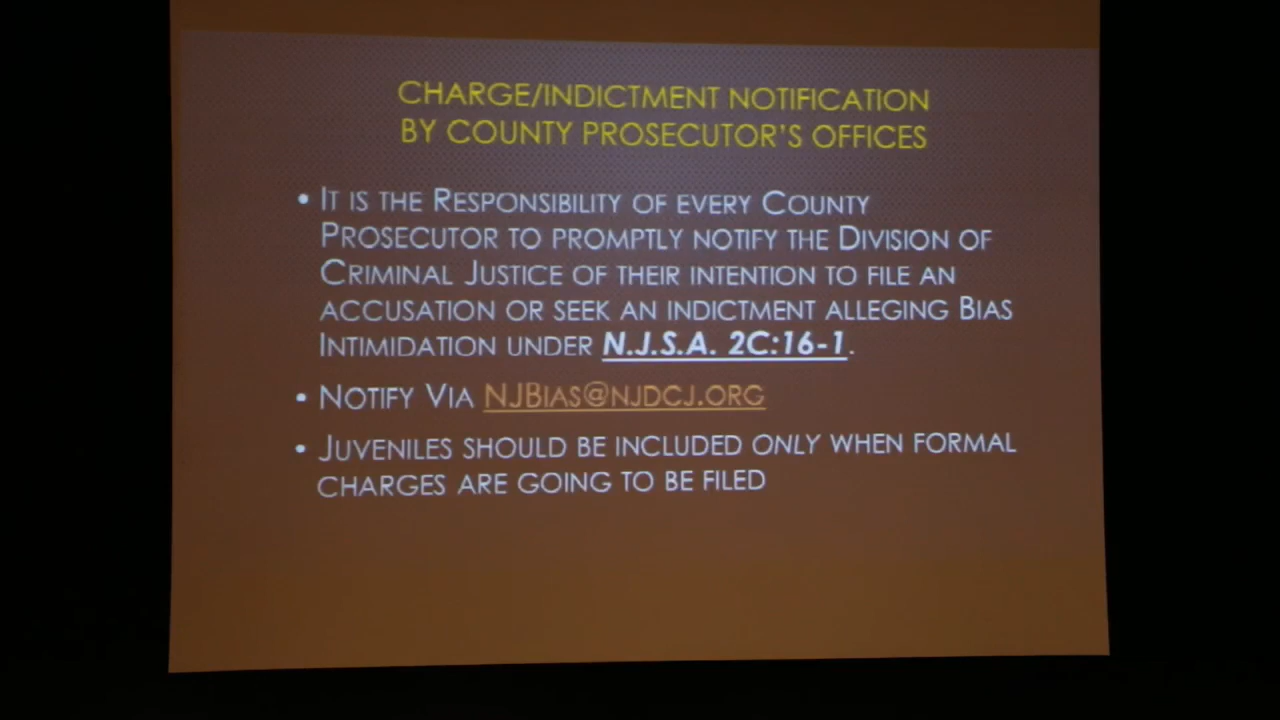 CHARGE/INDICTMENT NOTIFICATION
BY COUNTY PROSECUTOR'S OFFICES
• IT IS THE RESPONSIBILITY OF EVERY COUNTY
PROSECUTOR TO PROMPTLY NOTIFY THE DIVISION OF
CRIMINAL JUSTICE OF THEIR INTENTION TO FILE AN
ACCUSATION OR SEEK AN INDICTMENT ALLEGING BIAS
INTIMIDATION UNDER N.J.S.A. 2C:16-1.
• NOTIFY VIA NJBIAS@NJDCJ.ORG
• JUVENILES SHOULD BE INCLUDED ONLY WHEN FORMAL
CHARGES ARE GOING TO BE FILED